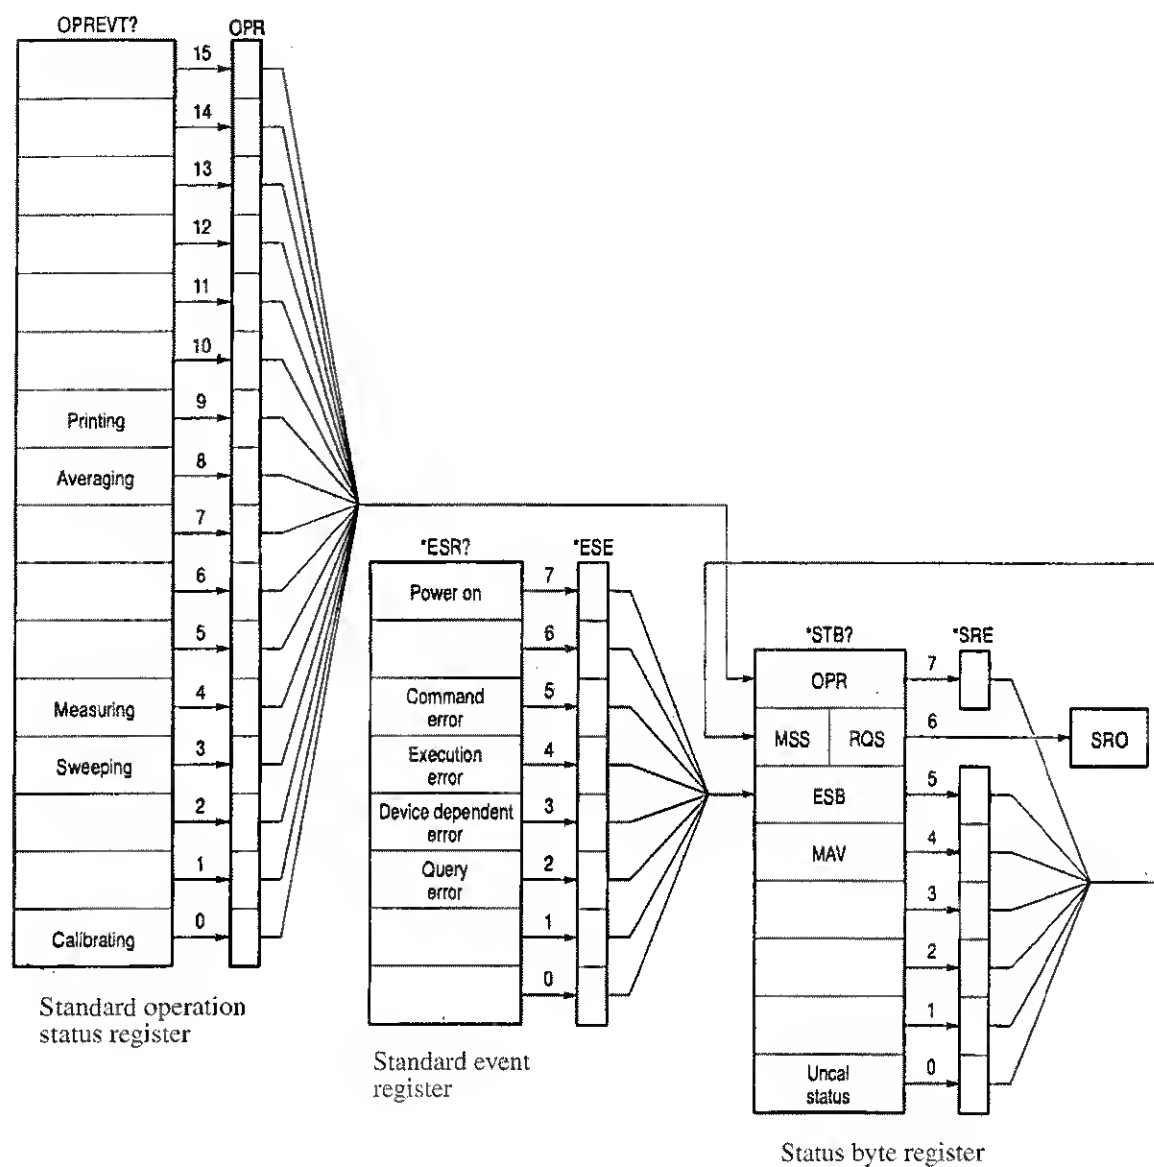 OPREVT?
OPR
15
14
13
12
11
10
Printing
9
Averaging
8
7
6
5
Measuring
4
Sweeping
3
2
1
Calibrating
0
Standard operation
status register
*ESR?
*ESE
Power on
7
6
Command
error
5
Execution
error
4
Device dependent
error
3
Query
error
2
1
0
Standard event
register
*STB?
*SRE
OPR
7
MSS
RQS
6
SRO
ESB
5
MAV
4
3
2
1
Uncal
status
0
Status byte register